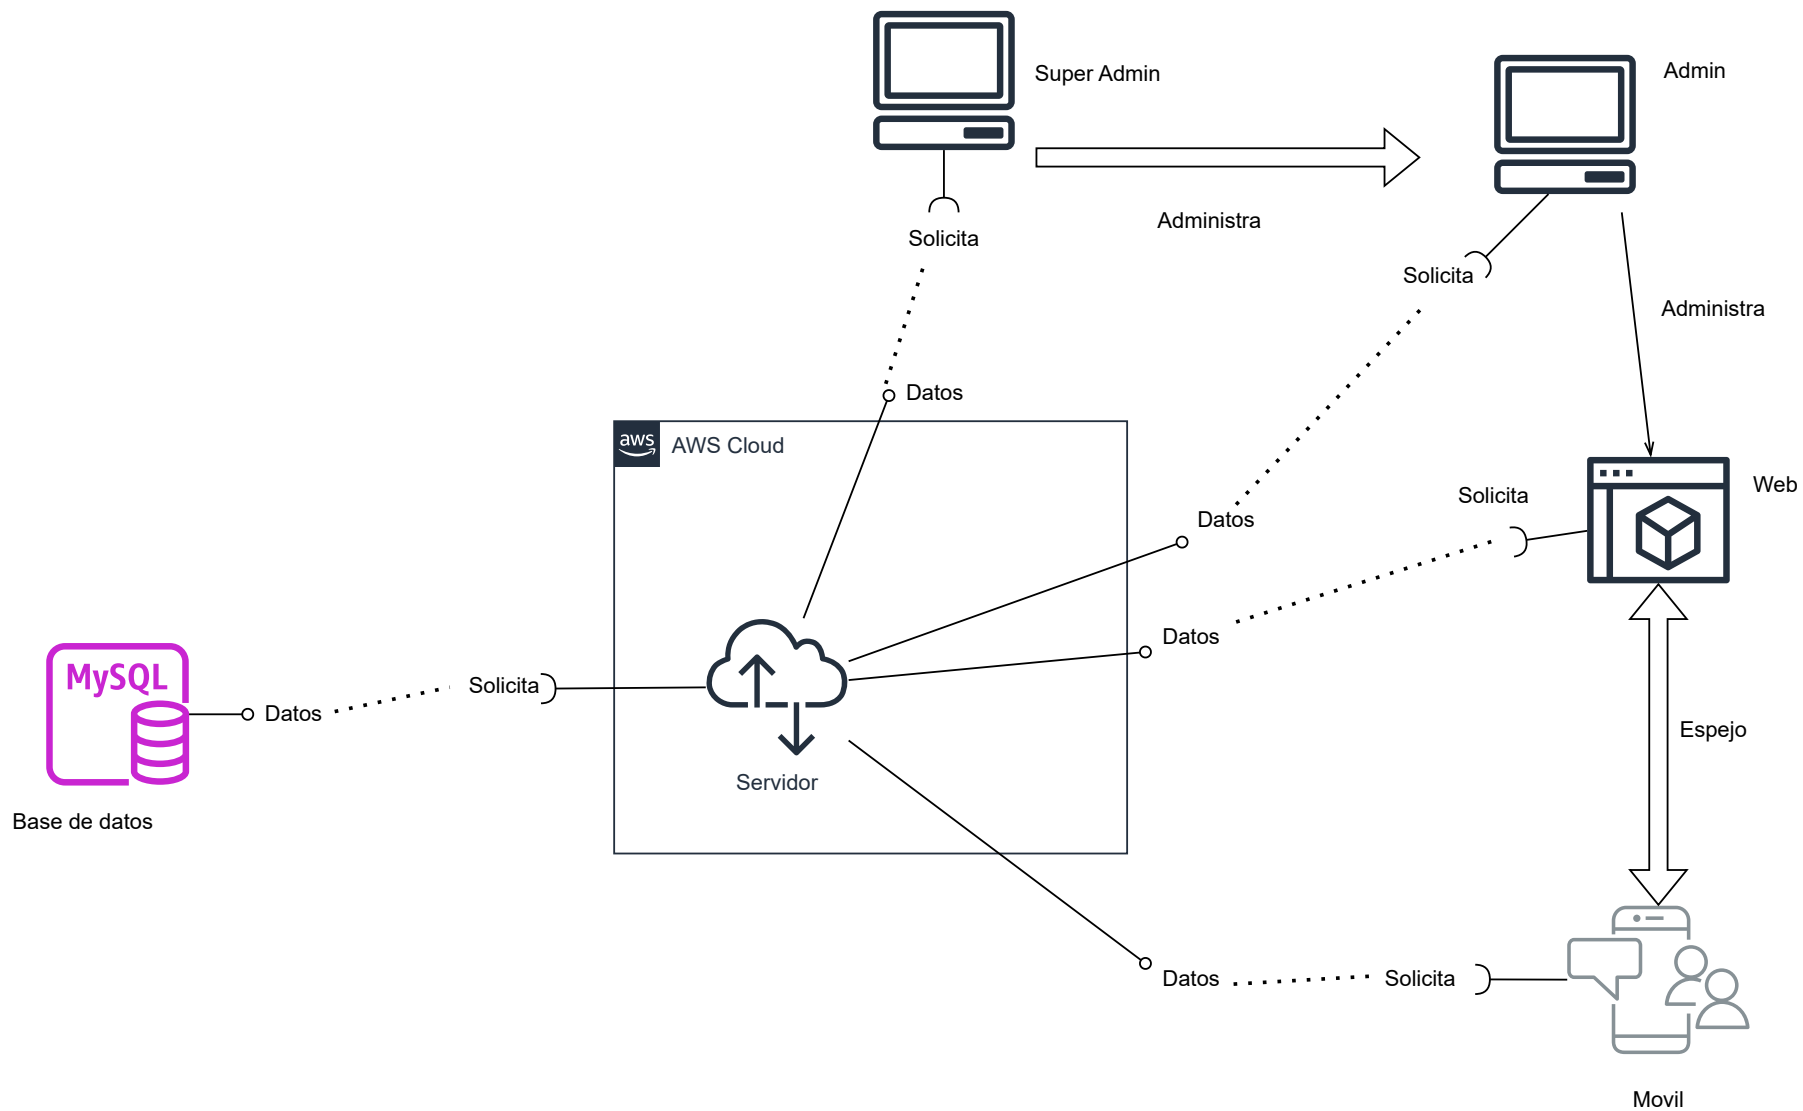 Super Admin
Admin
Administra
Solicita
Solicita
Administra
Datos
aws
AWS Cloud
Web
Solicita
Datos
Datos
MySQL
Solicita
Datos
Espejo
Servidor
Base de datos
Datos
Solicita
Movil